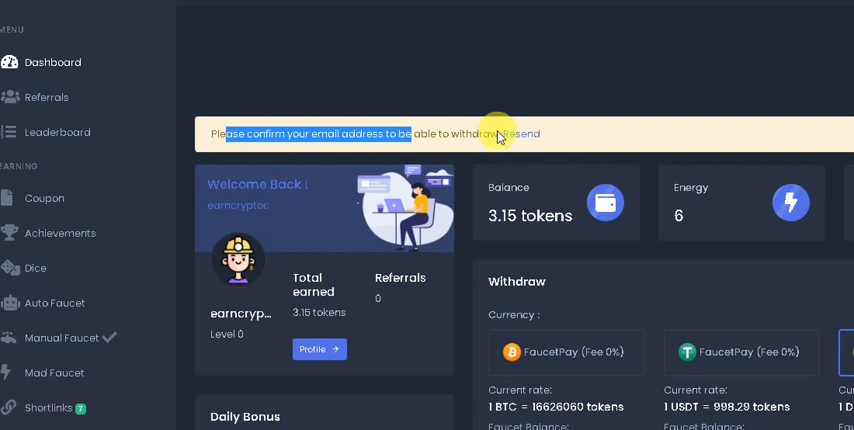 MENU
Dashboard
Referrals
Leaderboard
EARNING
Coupon
Achievements
Dice
Auto Faucet
Manual Faucet
Mad Faucet
Shortlinks 7
Please confirm your email address to be able to withdraw Resend
Welcome Back !
earncryptoc
earncryp...
Level 0
Total
earned
3.15 tokens
Profile →
Referrals
0
Daily Bonus
Balance
3.15 tokens
Energy
6
Withdraw
Currency :
FaucetPay (Fee 0%)
FaucetPay (Fee 0%)
Current rate:
1 BTC = 16626060 tokens
Current rate:
1 USDT = 998.29 tokens
Cu
1 D
Faucet Balance: